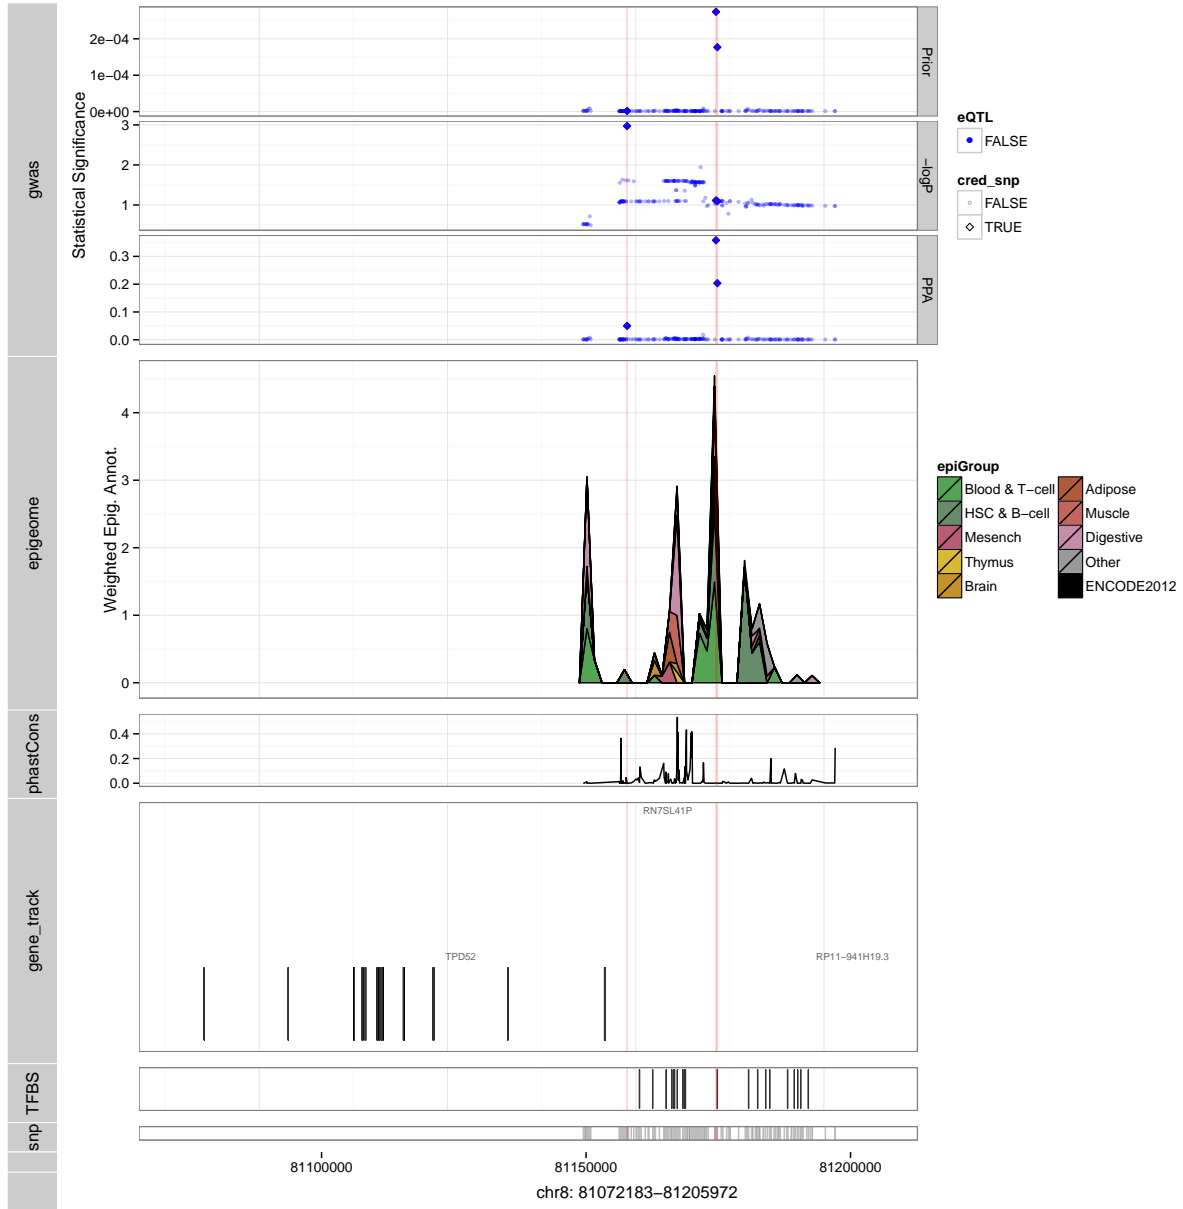 gwas
Statistical Significance
2e−04
1e−04
0e+00
Prior
3
2
1
−logP
0.3
0.2
0.1
0.0
PPA
eQTL
FALSE
cred_snp
FALSE
TRUE
epigeome
Weighted Epig. Annot.
4
3
2
1
0
epiGroup
Blood & T−cell
HSC & B−cell
Mesench
Thymus
Brain
Adipose
Muscle
Digestive
Other
ENCODE2012
phastCons
0.4
0.2
0.0
gene_track
RN7SL41P
TPD52
RP11−941H19.3
TFBS
snp
81100000
81150000
81200000
chr8: 81072183−81205972